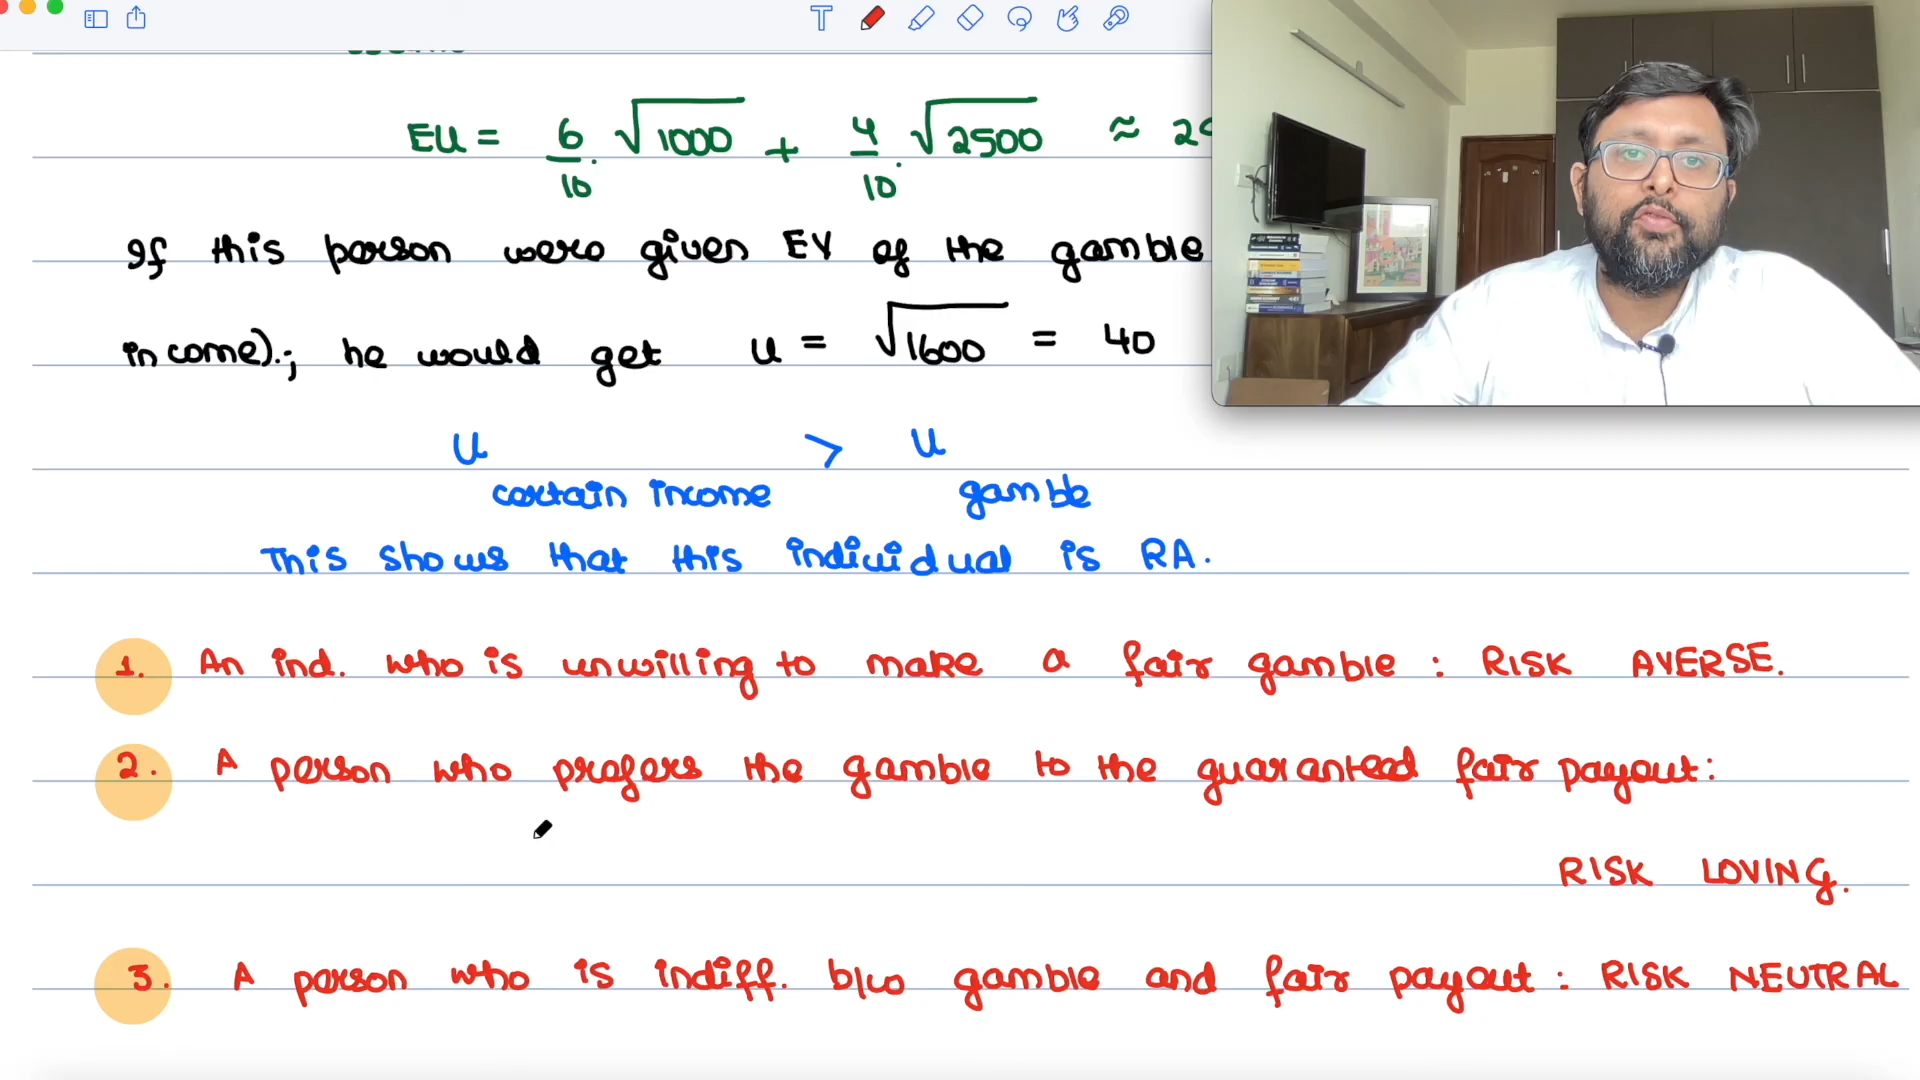 EU = 6/10 . √1000 + 4/10 . √2500 ≈
If this person were given EV of the gamble
income).; he would get u = √1600 = 40
U certain income > U gamble
This shows that this individual is RA.
1. An ind. who is unwilling to make a fair gamble : RISK AVERSE.
2. A person who prefers the gamble to the guaranteed fair payout:
RISK LOVING.
3. A person who is indiff. b/w gamble and fair payout : RISK NEUTRAL